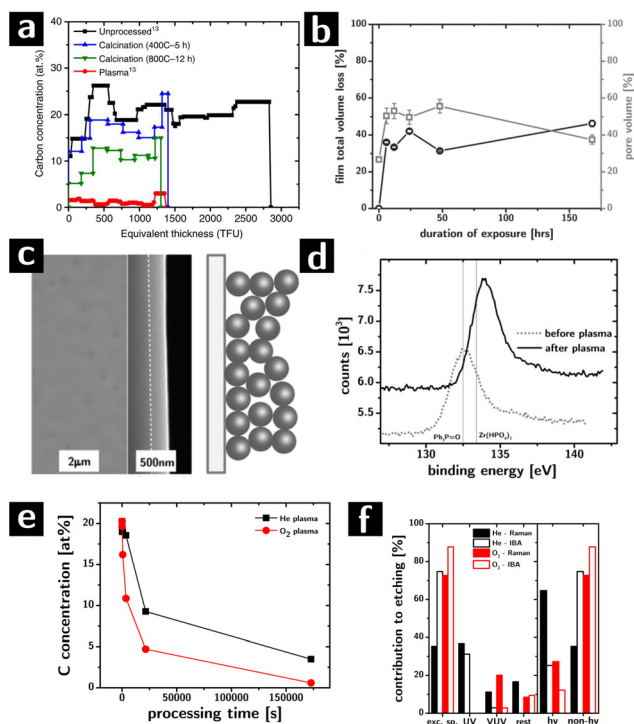 a
Carbon concentration (at.%)
40
30
20
10
0
Unprocessed¹³
Calcination (400C–5 h)
Calcination (800C–12 h)
Plasma¹³
0 500 1000 1500 2000 2500 3000
Equivalent thickness (TFU)
b
film total volume loss [%]
100
80
60
40
20
0
100
80
60
40
20
0
pore volume [%]
0 50 100 150
duration of exposure [hrs]
c
2µm
500nm
d
counts [10³]
7.5
7.0
6.5
6.0
5.5
before plasma
after plasma
Ph₃P=O
Zr(HPO₄)₂
130 135 140
binding energy [eV]
e
C concentration [at%]
20
15
10
5
0
He plasma
O₂ plasma
0 50000 100000 150000
processing time [s]
f
contribution to etching [%]
100
80
60
40
20
0
He - Raman
He - IBA
O₂ - Raman
O₂ - IBA
exc. sp. UV VUV rest hν non-hν